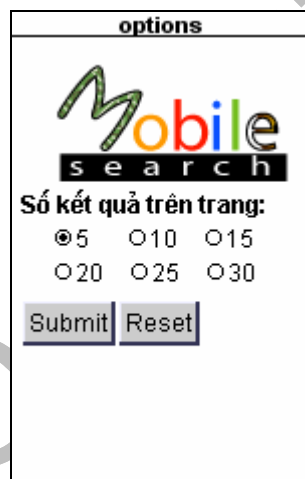 options
Mobile
search
Số kết quả trên trang:
5 10 15
20 25 30
Submit Reset